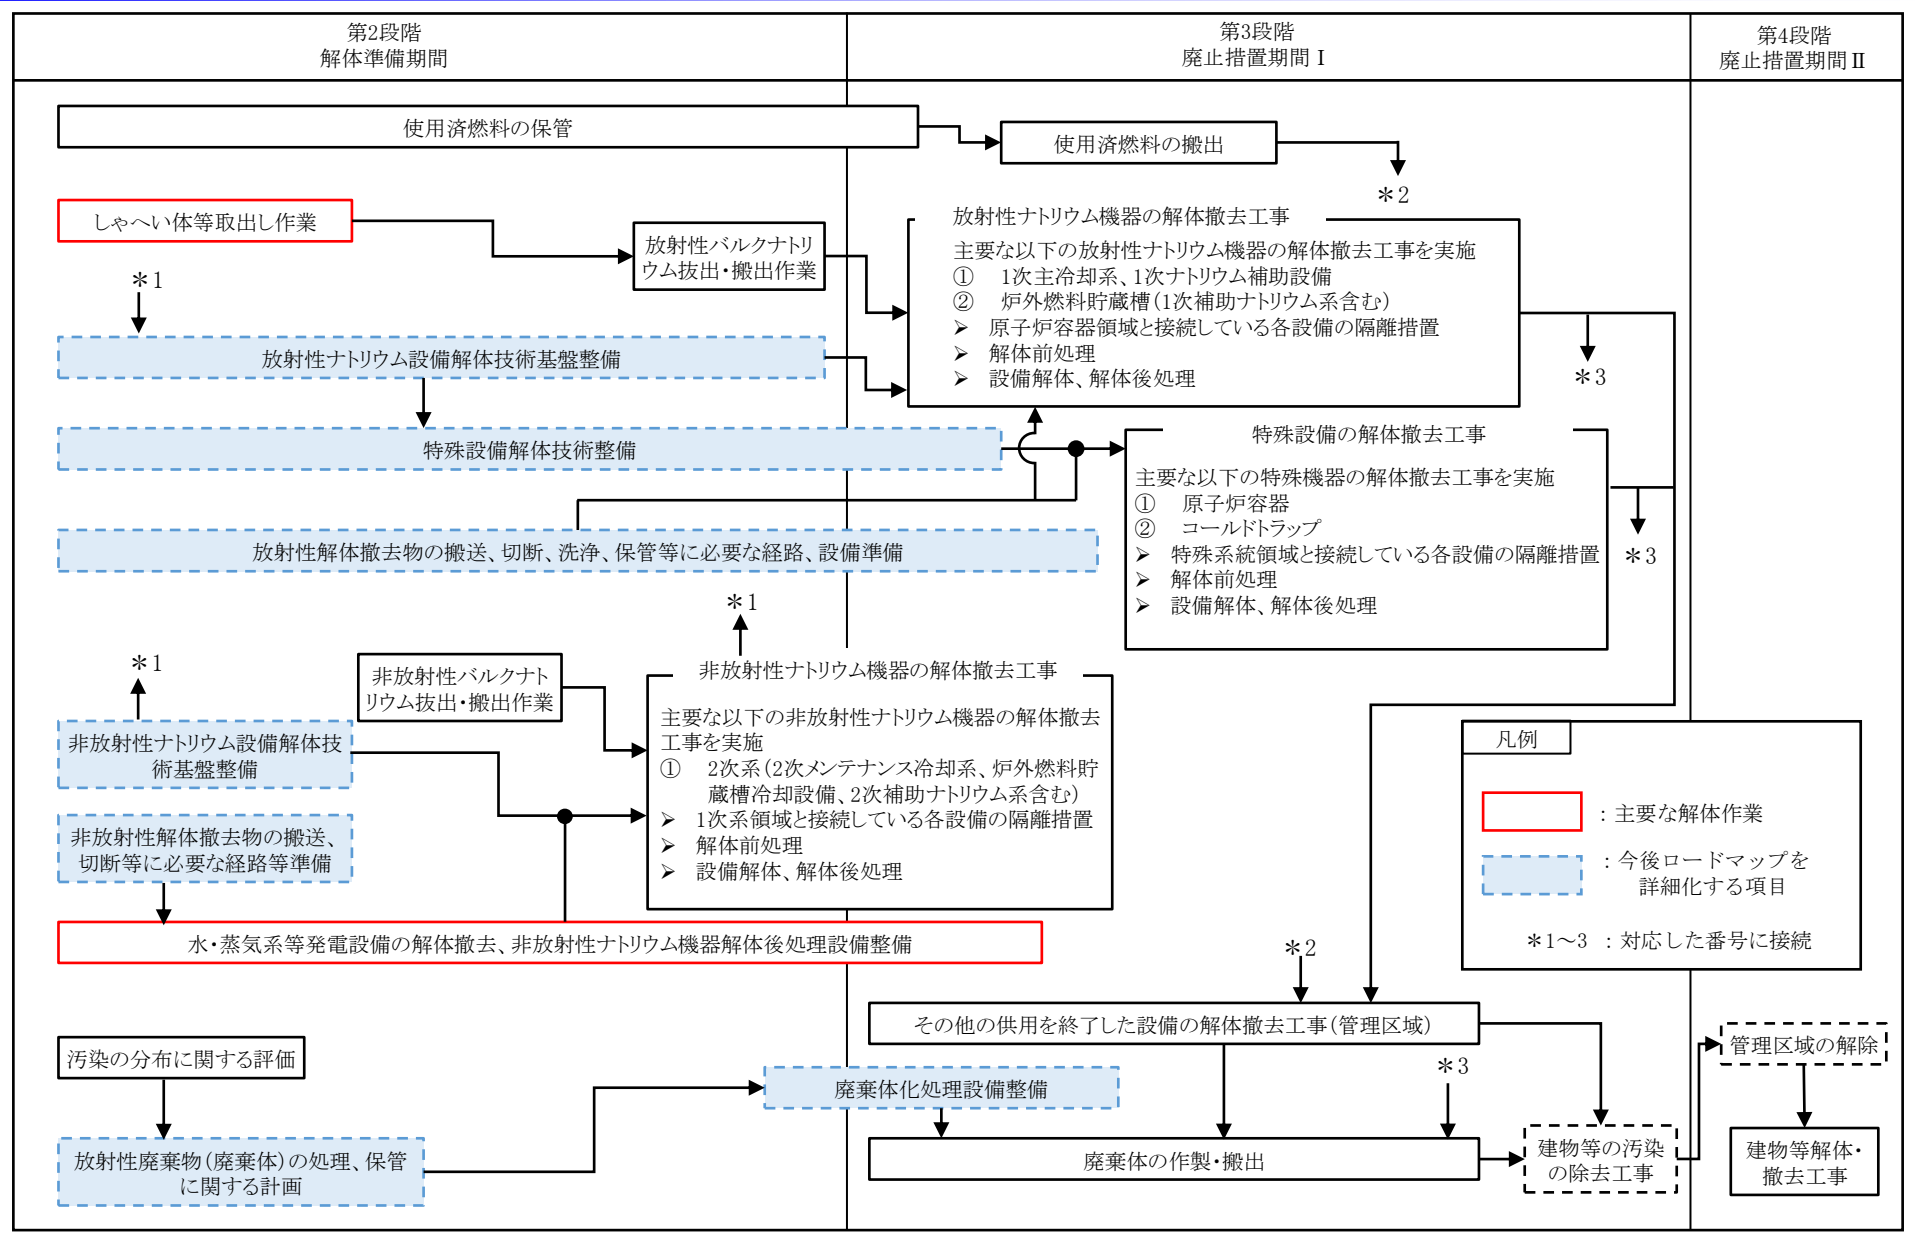 第2段階
解体準備期間
第3段階
廃止措置期間Ⅰ
第4段階
廃止措置期間Ⅱ
使用済燃料の保管
使用済燃料の搬出
＊2
しゃへい体等取出し作業
放射性バルクナトリ
ウム抜出・搬出作業
放射性ナトリウム機器の解体撤去工事
主要な以下の放射性ナトリウム機器の解体撤去工事を実施
① 1次主冷却系、1次ナトリウム補助設備
② 炉外燃料貯蔵槽（1次補助ナトリウム系含む）
➢ 原子炉容器領域と接続している各設備の隔離措置
➢ 解体前処理
➢ 設備解体、解体後処理
＊1
放射性ナトリウム設備解体技術基盤整備
＊3
特殊設備解体技術整備
特殊設備の解体撤去工事
主要な以下の特殊機器の解体撤去工事を実施
① 原子炉容器
② コールドトラップ
➢ 特殊系統領域と接続している各設備の隔離措置
➢ 解体前処理
➢ 設備解体、解体後処理
＊3
放射性解体撤去物の搬送、切断、洗浄、保管等に必要な経路、設備準備
＊1
＊1
非放射性バルクナト
リウム抜出・搬出作業
非放射性ナトリウム機器の解体撤去工事
主要な以下の非放射性ナトリウム機器の解体撤去
工事を実施
① 2次系（2次メンテナンス冷却系、炉外燃料貯
蔵槽冷却設備、2次補助ナトリウム系含む）
➢ 1次系領域と接続している各設備の隔離措置
➢ 解体前処理
➢ 設備解体、解体後処理
非放射性ナトリウム設備解体技
術基盤整備
非放射性解体撤去物の搬送、
切断等に必要な経路等準備
水・蒸気系等発電設備の解体撤去、非放射性ナトリウム機器解体後処理設備整備
凡例
：主要な解体作業
：今後ロードマップを
詳細化する項目
＊1～3 ：対応した番号に接続
＊2
その他の供用を終了した設備の解体撤去工事（管理区域）
汚染の分布に関する評価
廃棄体化処理設備整備
＊3
管理区域の解除
放射性廃棄物（廃棄体）の処理、保管
に関する計画
廃棄体の作製・搬出
建物等の汚染
の除去工事
建物等解体・
撤去工事